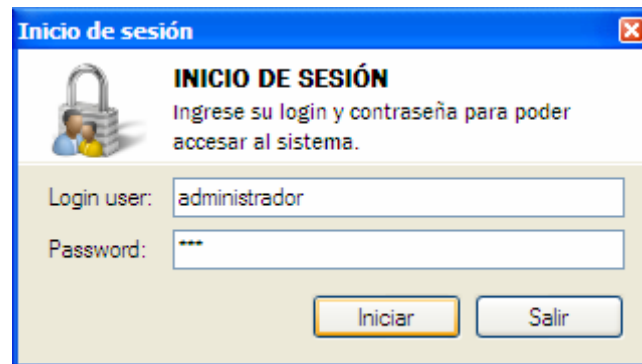 Inicio de sesión
INICIO DE SESIÓN
Ingrese su login y contraseña para poder
accesar al sistema.
Login user: administrador
Password: ***
Iniciar Salir